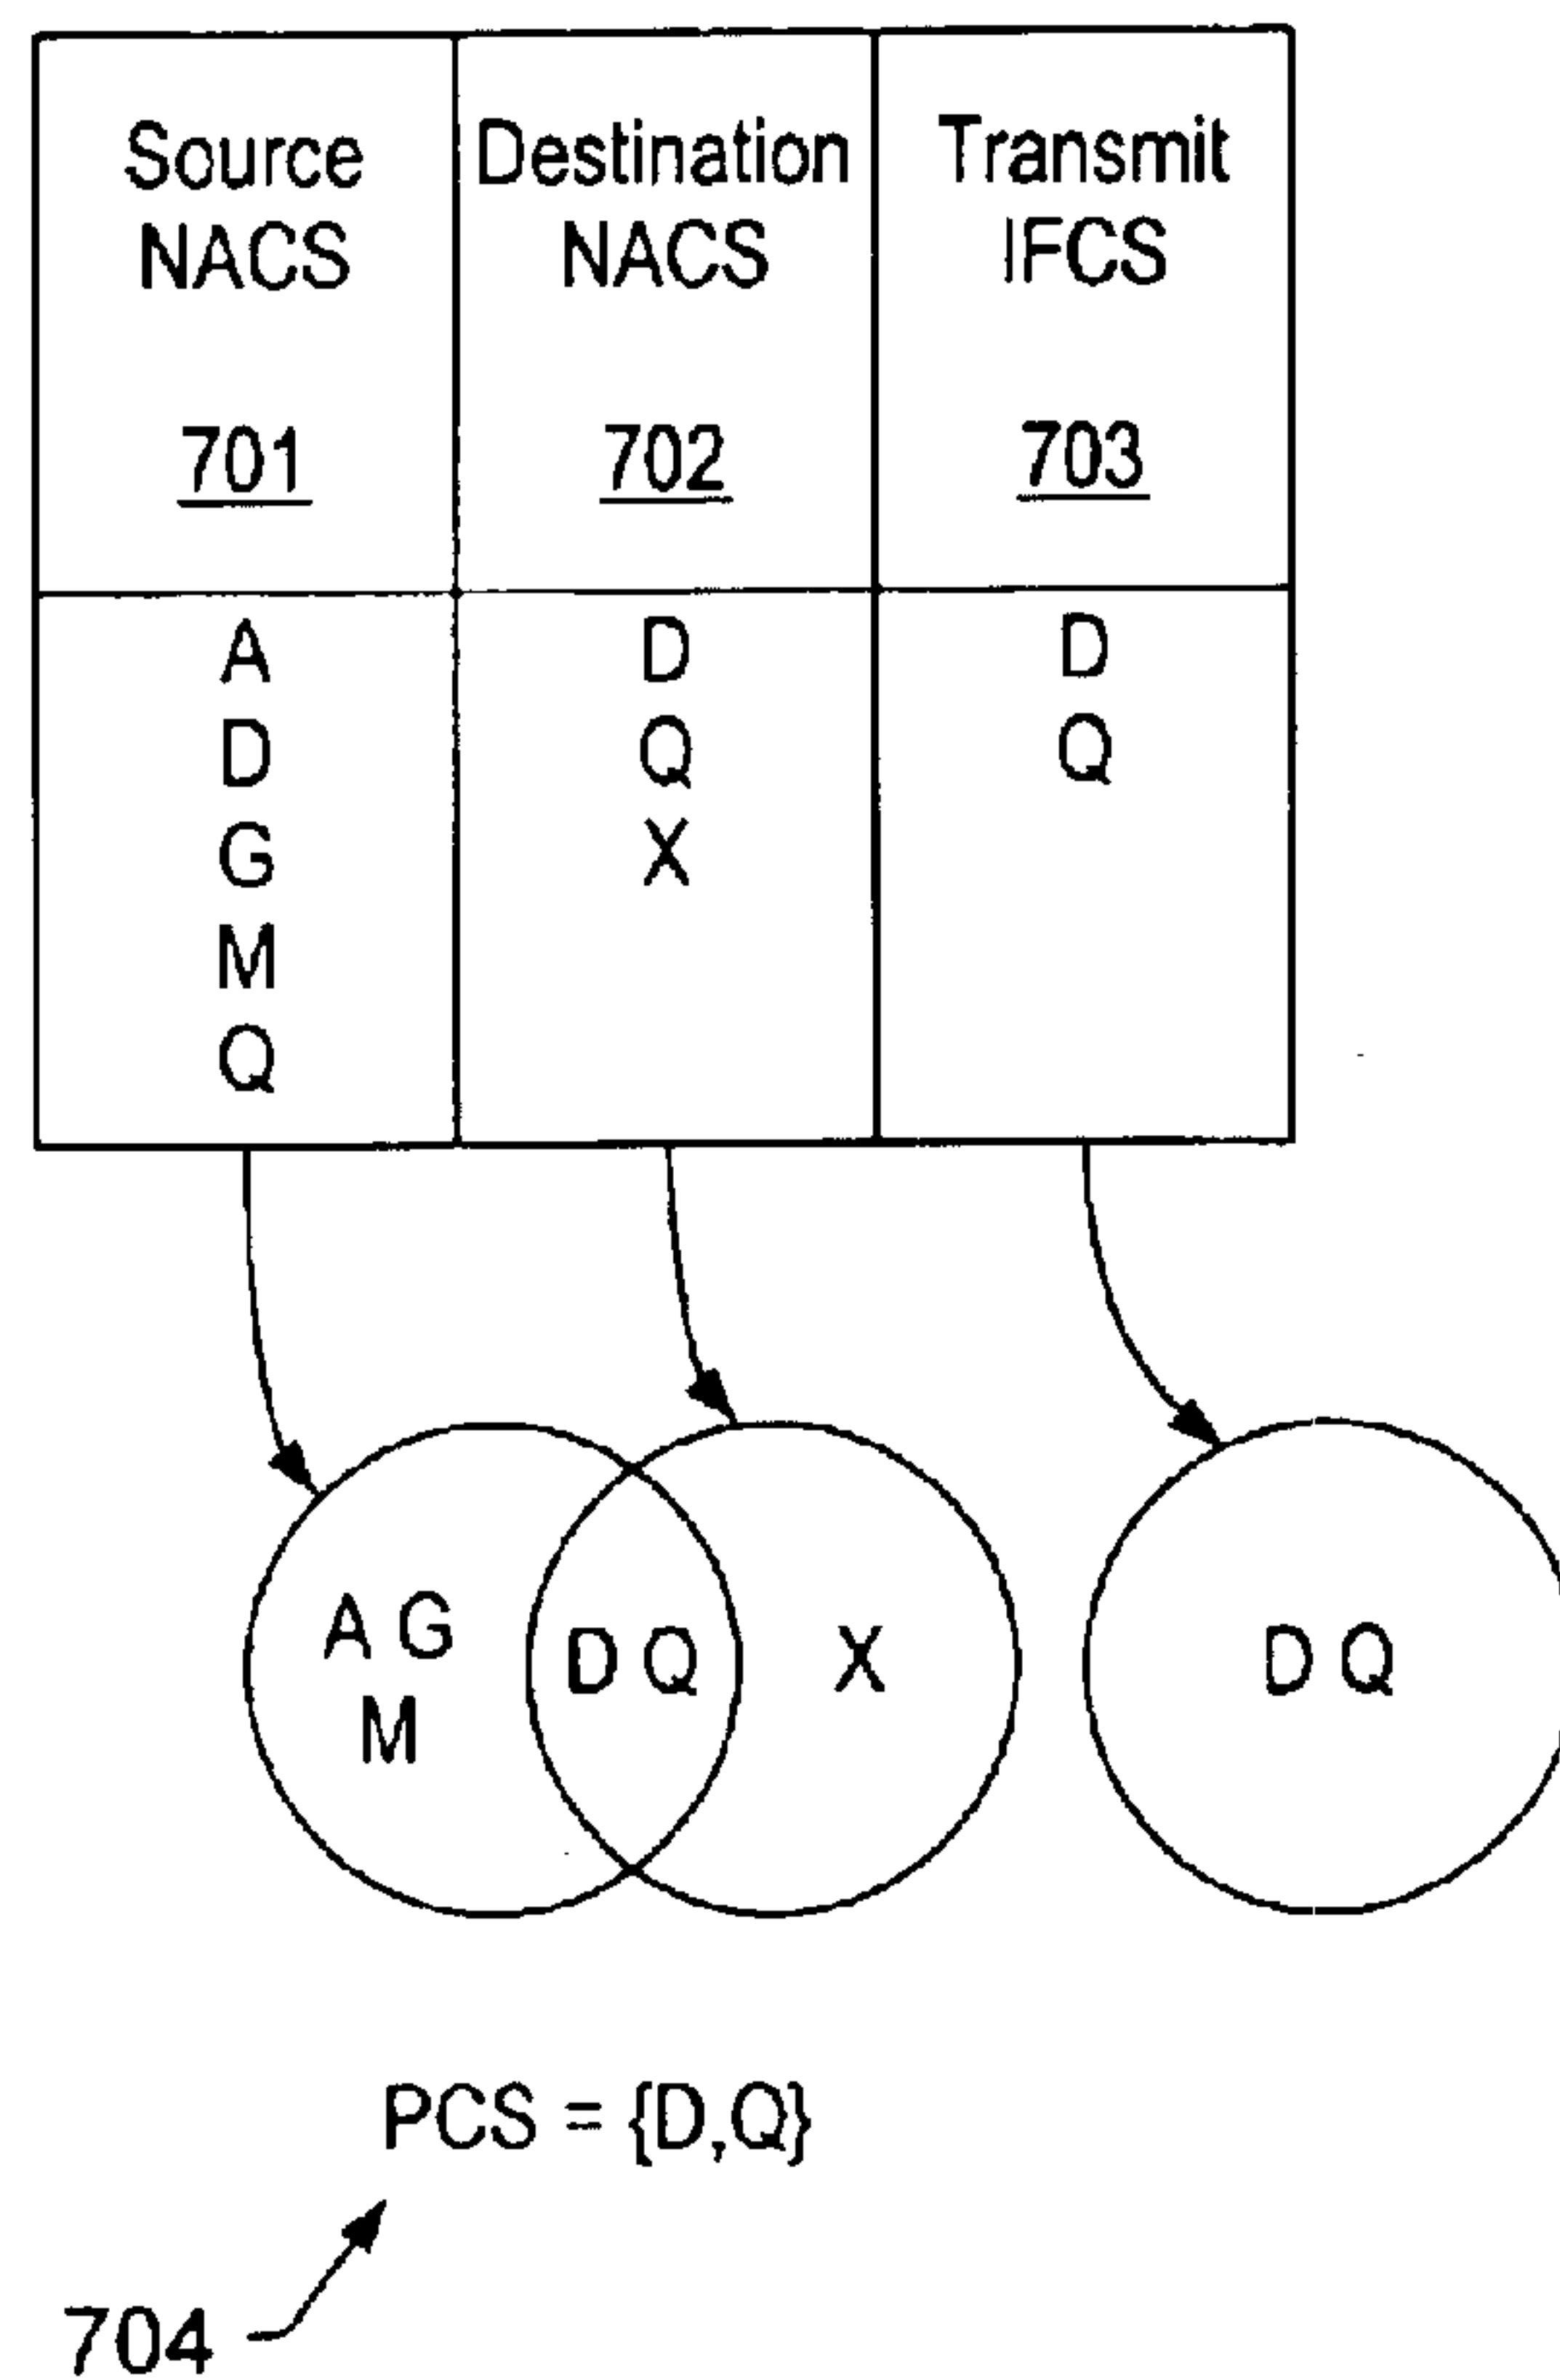 Source
NACS
701
Destination
NACS
702
Transmit
IFCS
703
A
D
G
M
Q
D
Q
X
D
Q
A G
M
D Q
X
D Q
PCS = {D,Q}
704